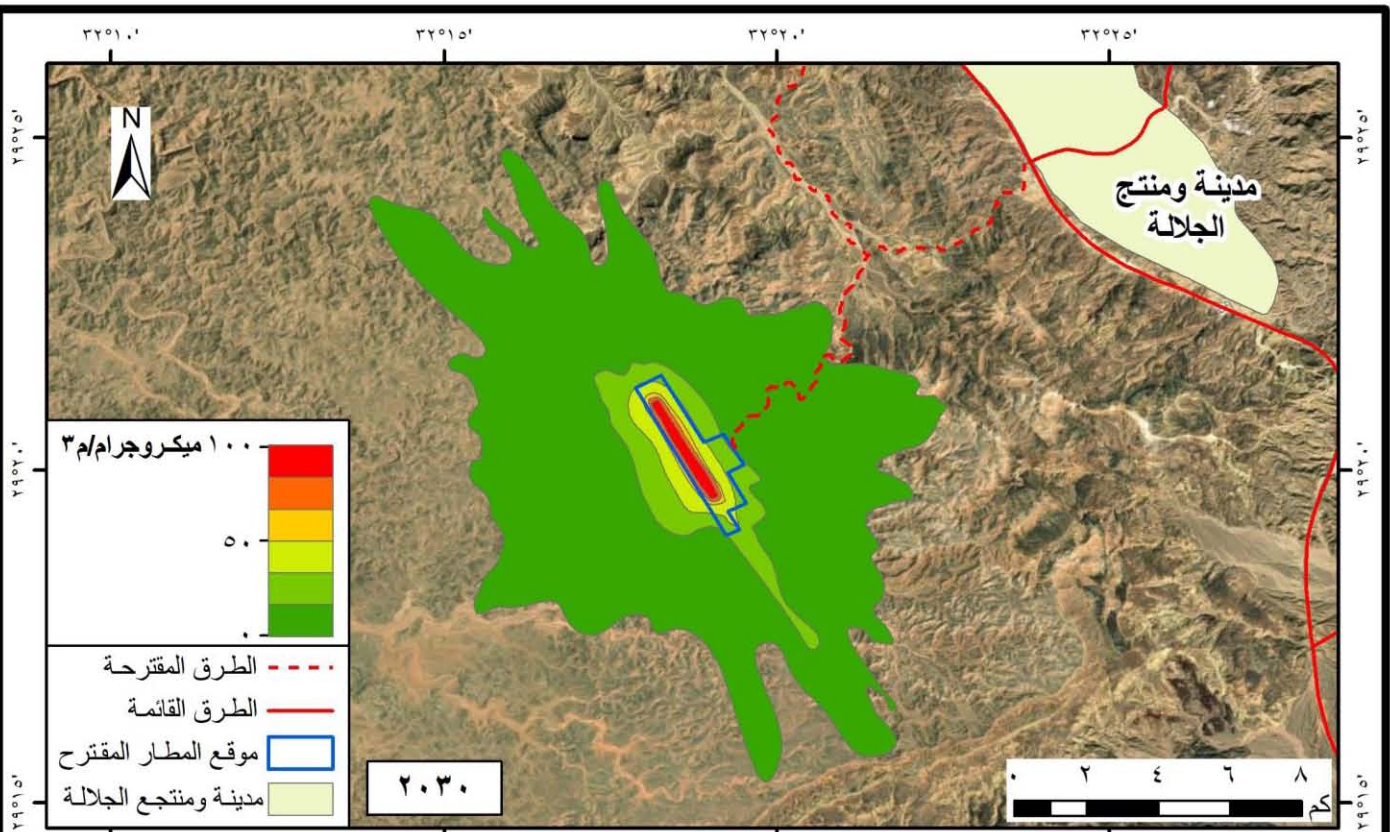 ٣٢°١٠' ٣٢°١٥' ٣٢°٢٠' ٣٢°٢٥'
٢٩°٢٥' ٢٩°٢٥'
N
مدينة ومنتج
الجلالة
٢٩°٢٠' ٢٩°٢٠'
١٠٠ ميكروجرام/م٣
٥٠
٠
الطرق المقترحة
الطرق القائمة
موقع المطار المقترح
مدينة ومنتجع الجلالة
٢٠٣٠
٠ ٢ ٤ ٦ ٨
كم
٢٩°١٥' ٢٩°١٥'